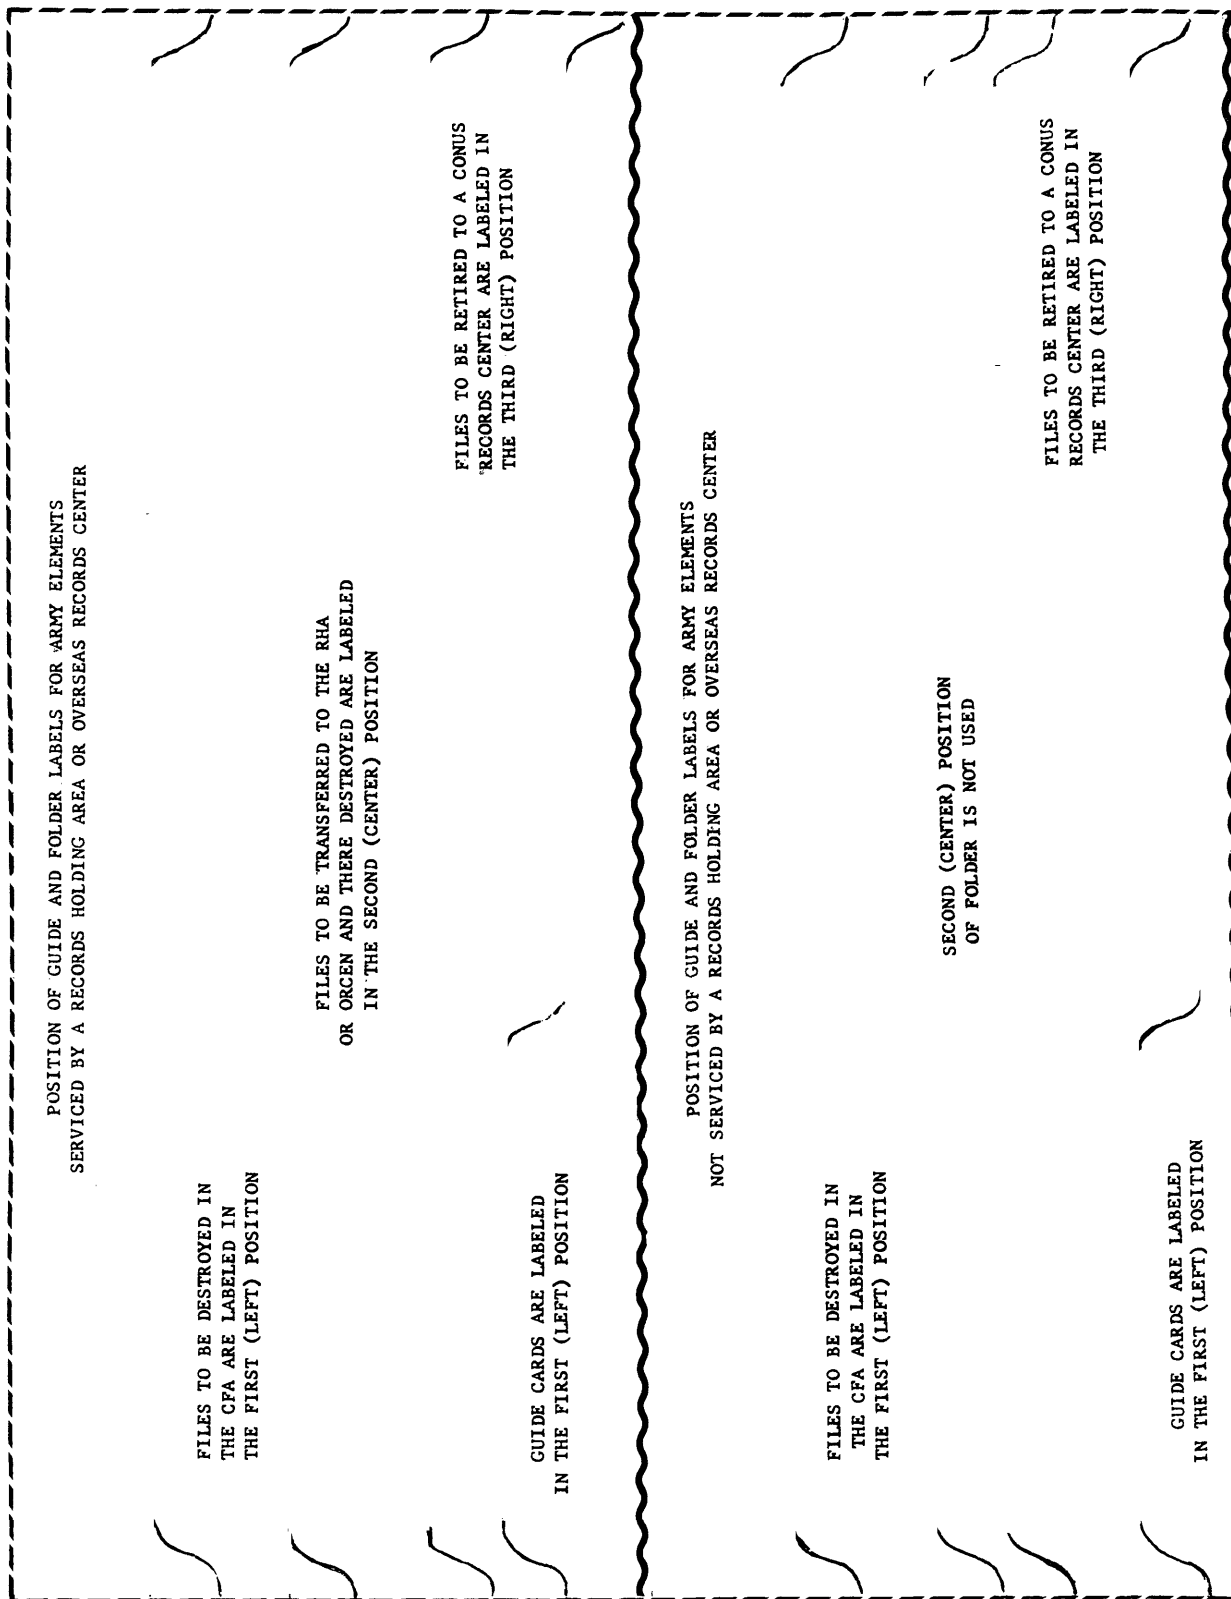 POSITION OF GUIDE AND FOLDER LABELS FOR ARMY ELEMENTS
SERVICED BY A RECORDS HOLDING AREA OR OVERSEAS RECORDS CENTER
FILES TO BE DESTROYED IN
THE CFA ARE LABELED IN
THE FIRST (LEFT) POSITION
FILES TO BE TRANSFERRED TO THE RHA
OR ORCEN AND THERE DESTROYED ARE LABELED
IN THE SECOND (CENTER) POSITION
FILES TO BE RETIRED TO A CONUS
RECORDS CENTER ARE LABELED IN
THE THIRD (RIGHT) POSITION
GUIDE CARDS ARE LABELED
IN THE FIRST (LEFT) POSITION
POSITION OF GUIDE AND FOLDER LABELS FOR ARMY ELEMENTS
NOT SERVICED BY A RECORDS HOLDING AREA OR OVERSEAS RECORDS CENTER
FILES TO BE DESTROYED IN
THE CFA ARE LABELED IN
THE FIRST (LEFT) POSITION
SECOND (CENTER) POSITION
OF FOLDER IS NOT USED
FILES TO BE RETIRED TO A CONUS
RECORDS CENTER ARE LABELED IN
THE THIRD (RIGHT) POSITION
GUIDE CARDS ARE LABELED
IN THE FIRST (LEFT) POSITION